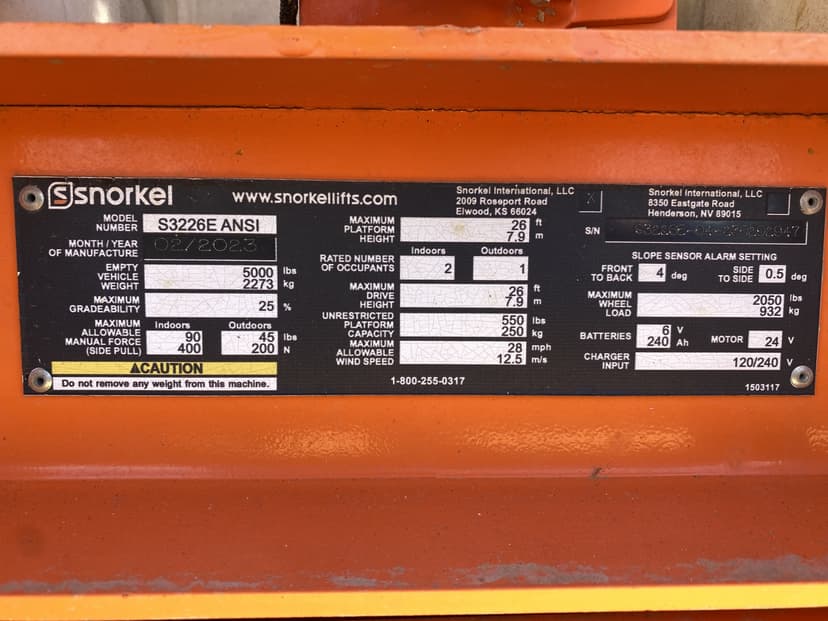 snorkel
www.snorkellifts.com
Snorkel International, LLC
2009 Roseport Road
Elwood, KS 66024
X
Snorkel International, LLC
8350 Eastgate Road
Henderson, NV 89015
MODEL NUMBER S3226E ANSI
MONTH / YEAR OF MANUFACTURE 02/2023
EMPTY VEHICLE WEIGHT 5000 lbs
2273 kg
MAXIMUM GRADEABILITY 25 %
MAXIMUM ALLOWABLE MANUAL FORCE (SIDE PULL)
Indoors Outdoors
90 45 lbs
400 200 N
CAUTION
Do not remove any weight from this machine.
MAXIMUM PLATFORM HEIGHT 26 ft
7.9 m
Indoors Outdoors
RATED NUMBER OF OCCUPANTS 2 1
MAXIMUM DRIVE HEIGHT 26 ft
7.9 m
UNRESTRICTED PLATFORM CAPACITY 550 lbs
250 kg
MAXIMUM ALLOWABLE WIND SPEED 28 mph
12.5 m/s
1-800-255-0317
S/N
SLOPE SENSOR ALARM SETTING
FRONT TO BACK 4 deg SIDE TO SIDE 0.5 deg
MAXIMUM WHEEL LOAD 2050 lbs
932 kg
BATTERIES 6 V
240 Ah
MOTOR 24 V
CHARGER INPUT 120/240 V
1503117